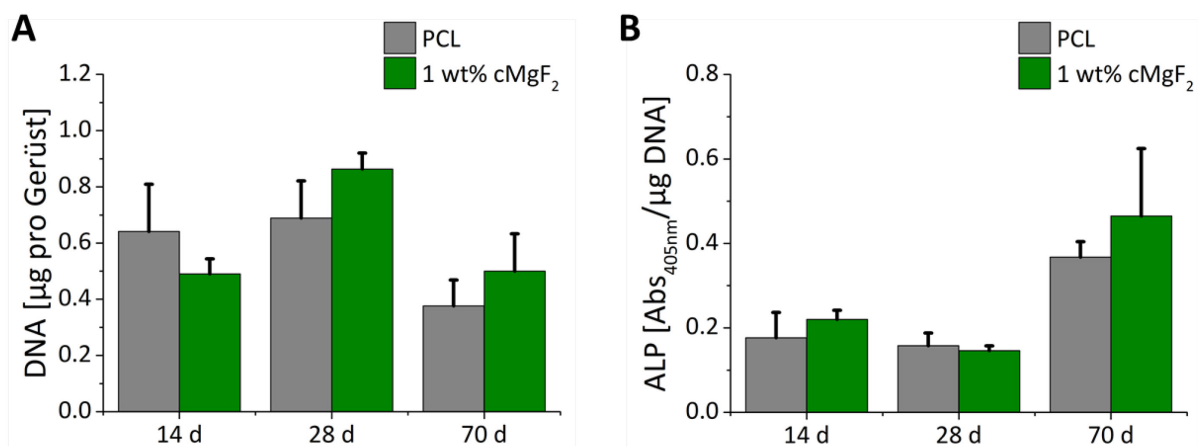 A
PCL
1 wt% cMgF₂
DNA [µg pro Gerüst]
1.2
1.0
0.8
0.6
0.4
0.2
0.0
14 d 28 d 70 d
B
PCL
1 wt% cMgF₂
ALP [Abs₄₀₅ₙₘ/µg DNA]
0.8
0.6
0.4
0.2
0.0
14 d 28 d 70 d